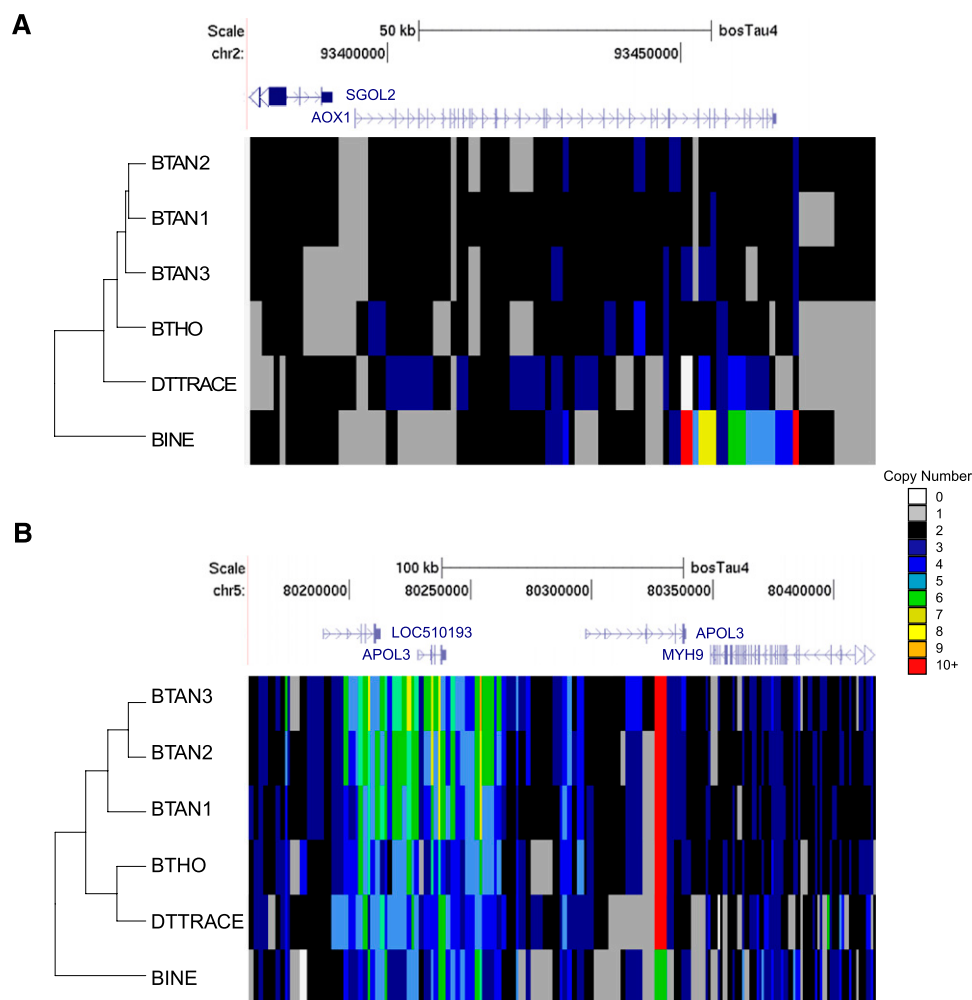 A
Scale 50 kb bosTau4
chr2: 93400000 93450000
SGOL2
AOX1
BTAN2
BTAN1
BTAN3
BTHO
DTTRACE
BINE
Copy Number
0
1
2
3
4
5
6
7
8
9
10+
B
Scale 100 kb bosTau4
chr5: 80200000 80250000 80300000 80350000 80400000
LOC510193 APOL3
APOL3 MYH9
BTAN3
BTAN2
BTAN1
BTHO
DTTRACE
BINE